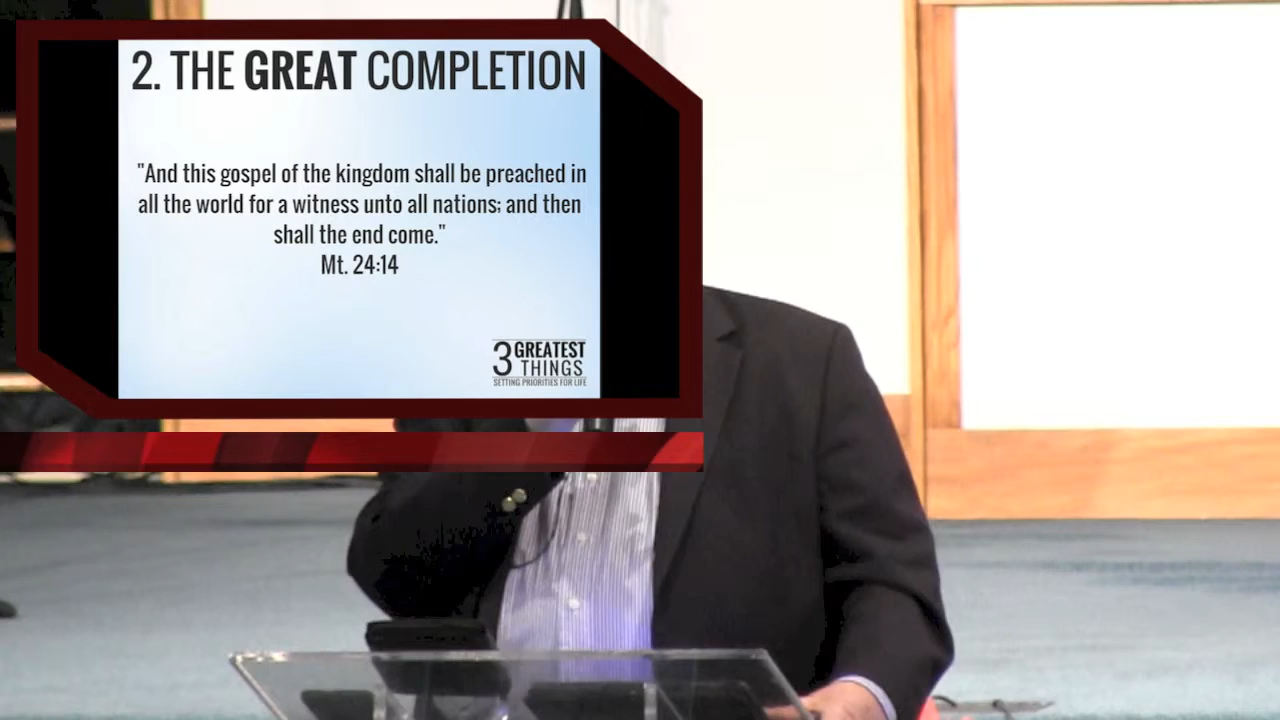 2. THE GREAT COMPLETION
"And this gospel of the kingdom shall be preached in
all the world for a witness unto all nations; and then
shall the end come."
Mt. 24:14
3 GREATEST
THINGS
SETTING PRIORITIES FOR LIFE